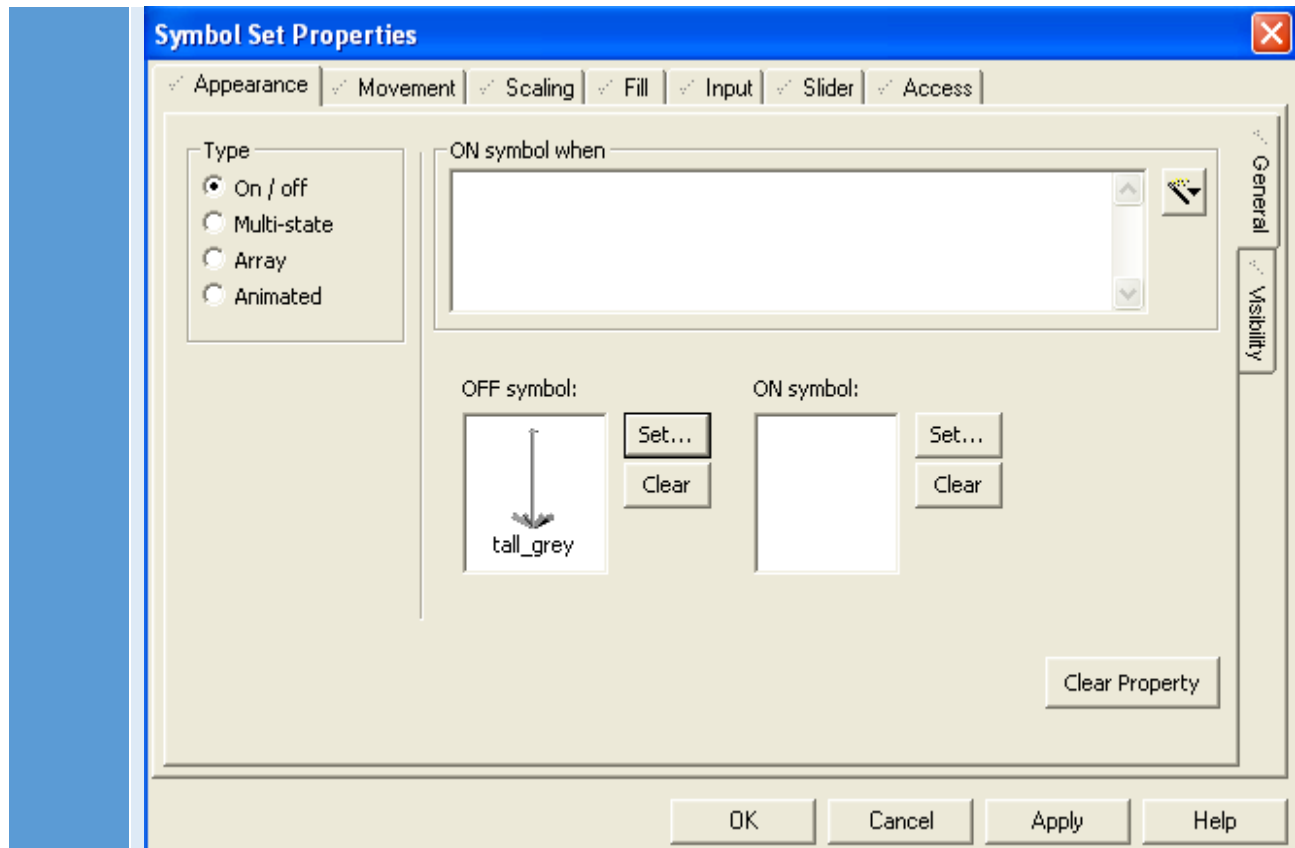 Symbol Set Properties
Appearance Movement Scaling Fill Input Slider Access
Type
On / off
Multi-state
Array
Animated
ON symbol when
General
Visibility
OFF symbol:
tall_grey
Set...
Clear
ON symbol:
Set...
Clear
Clear Property
OK Cancel Apply Help